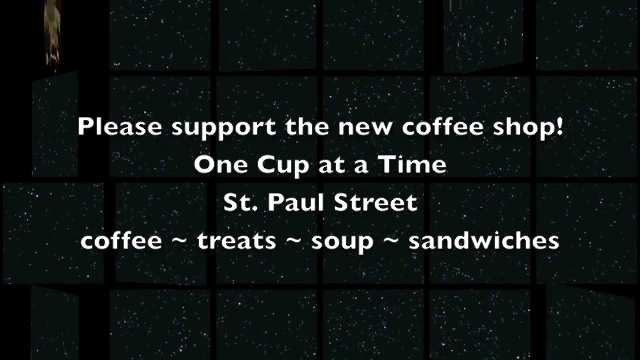 Please support the new coffee shop!
One Cup at a Time
St. Paul Street
coffee ~ treats ~ soup ~ sandwiches